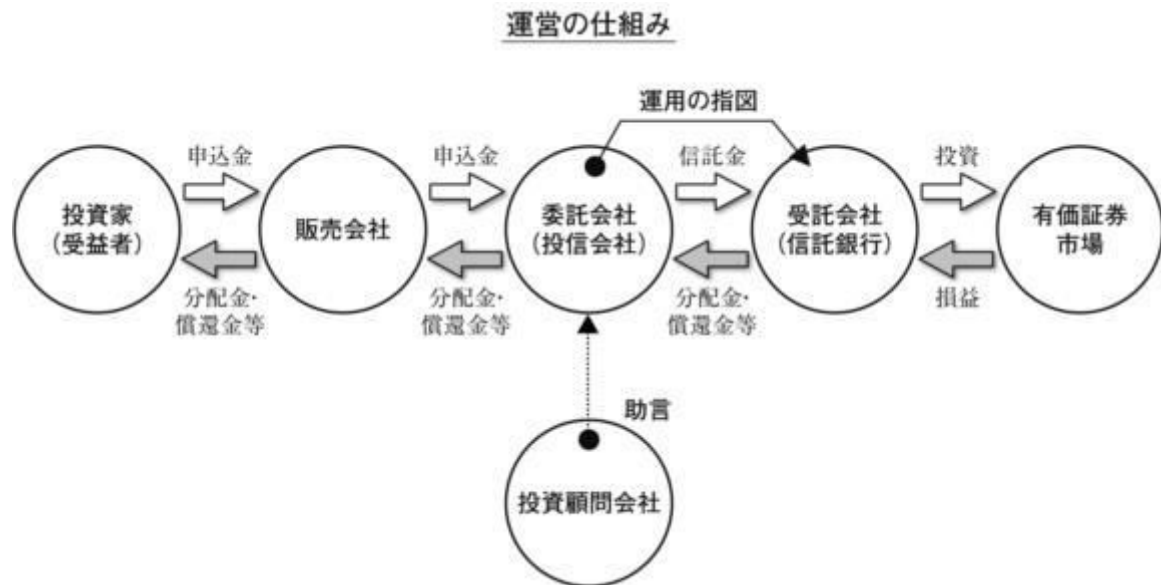 運営の仕組み
運用の指図
申込金
申込金
信託金
投資
投資家
（受益者）
販売会社
委託会社
（投信会社）
受託会社
（信託銀行）
有価証券
市場
分配金・
償還金等
分配金・
償還金等
分配金・
償還金等
損益
助言
投資顧問会社